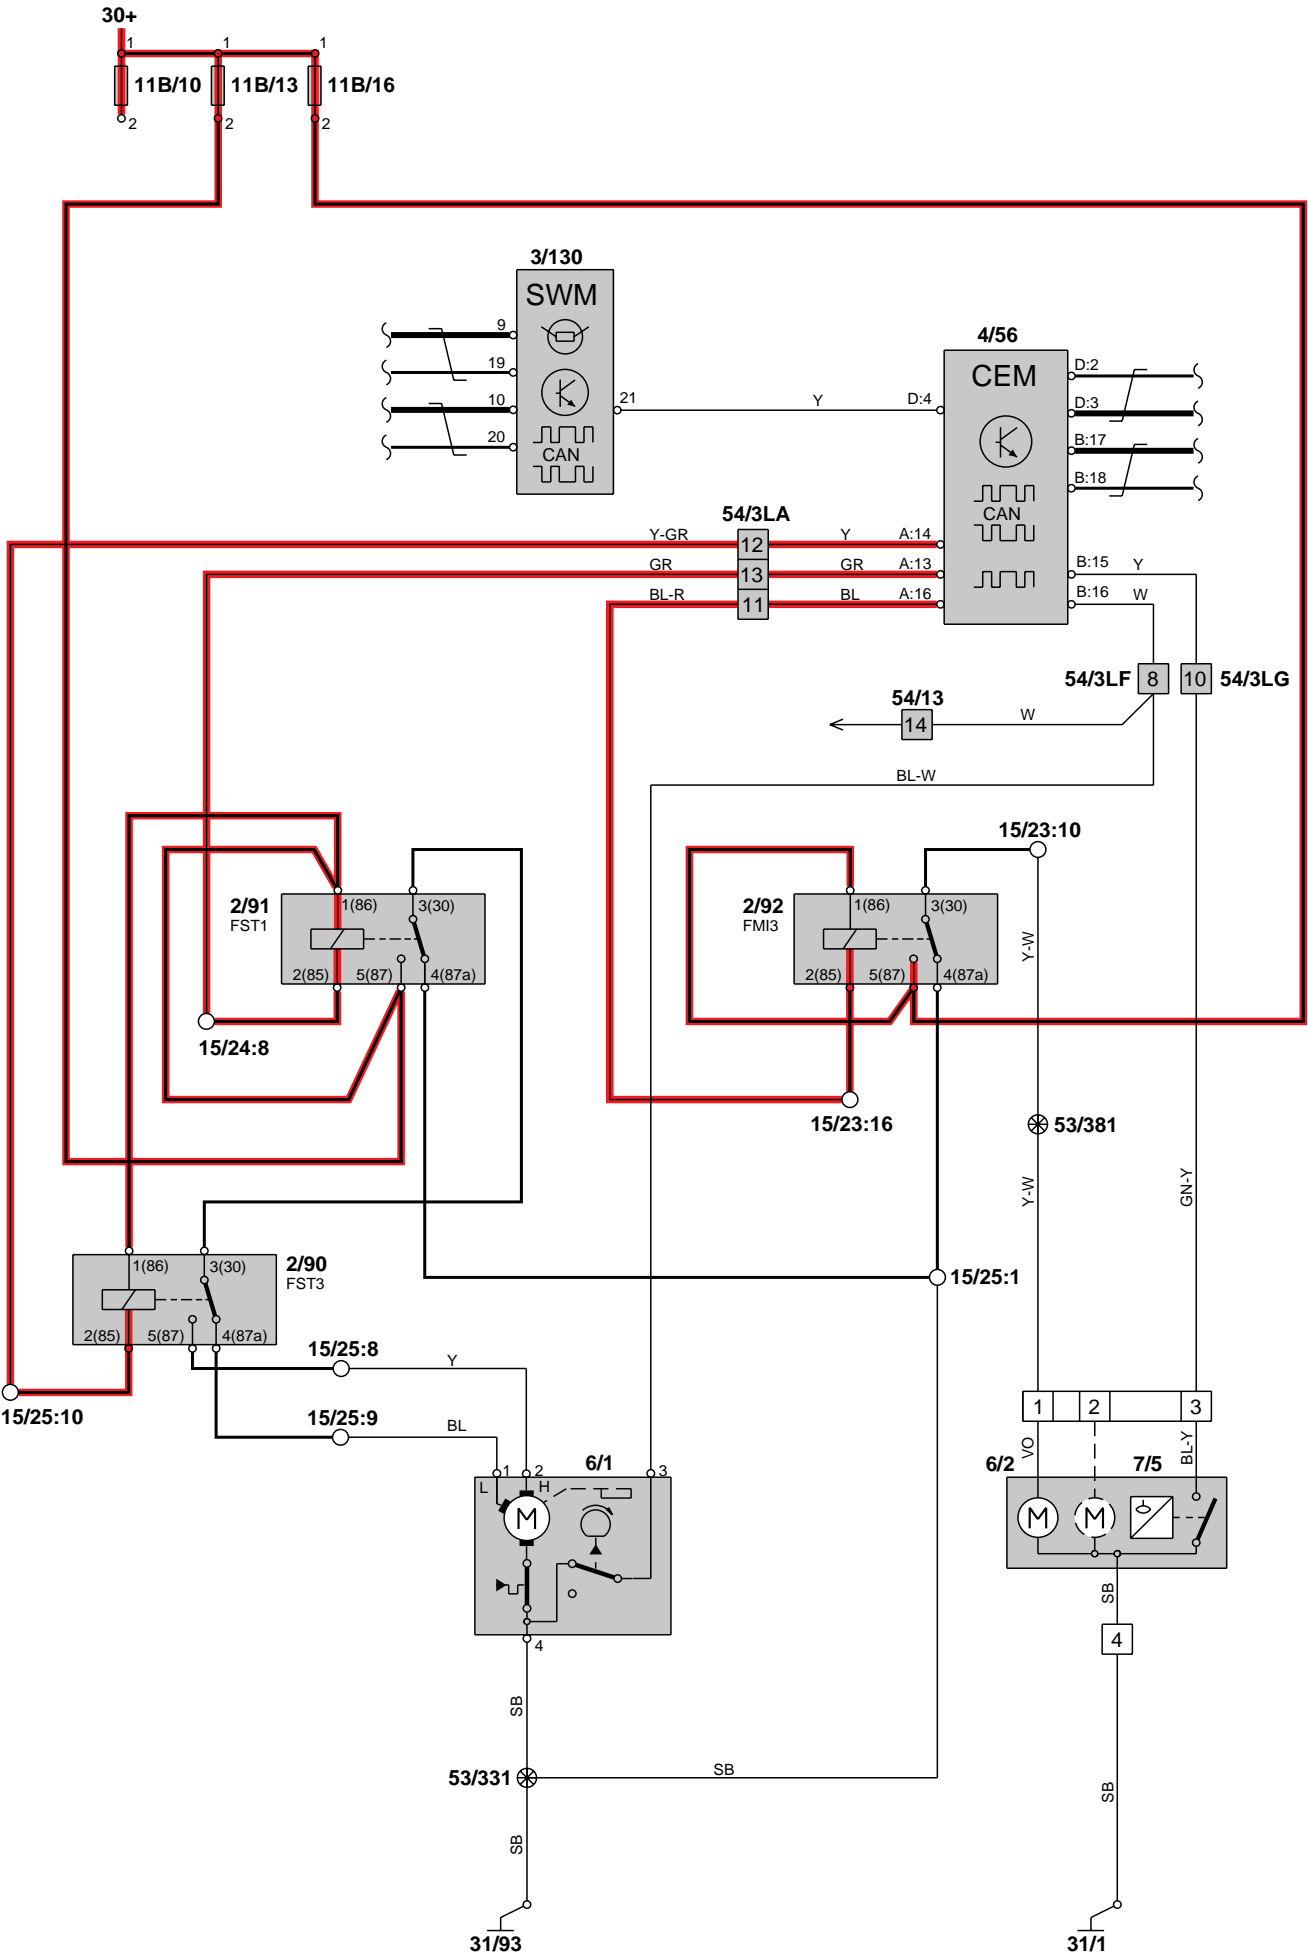 30+
1
1
1
11B/10
11B/13
11B/16
2
2
2
3/130
SWM
9
19
10
20
CAN
21
Y
D:4
4/56
CEM
CAN
D:2
D:3
B:17
B:18
54/3LA
Y-GR
12
Y
A:14
GR
13
GR
A:13
BL-R
11
BL
A:16
B:15
Y
B:16
W
54/3LF
8
10
54/3LG
54/13
14
W
BL-W
15/23:10
2/91
FST1
1(86)
3(30)
2(85)
5(87)
4(87a)
2/92
FMI3
1(86)
3(30)
2(85)
5(87)
4(87a)
Y-W
15/24:8
15/23:16
53/381
Y-W
GN-Y
2/90
FST3
1(86)
3(30)
2(85)
5(87)
4(87a)
15/25:1
15/25:8
Y
15/25:10
15/25:9
BL
1
2
3
VO
BL-Y
6/1
1
2
3
L
H
M
4
6/2
7/5
M
M
SB
4
SB
53/331
SB
SB
SB
31/93
31/1